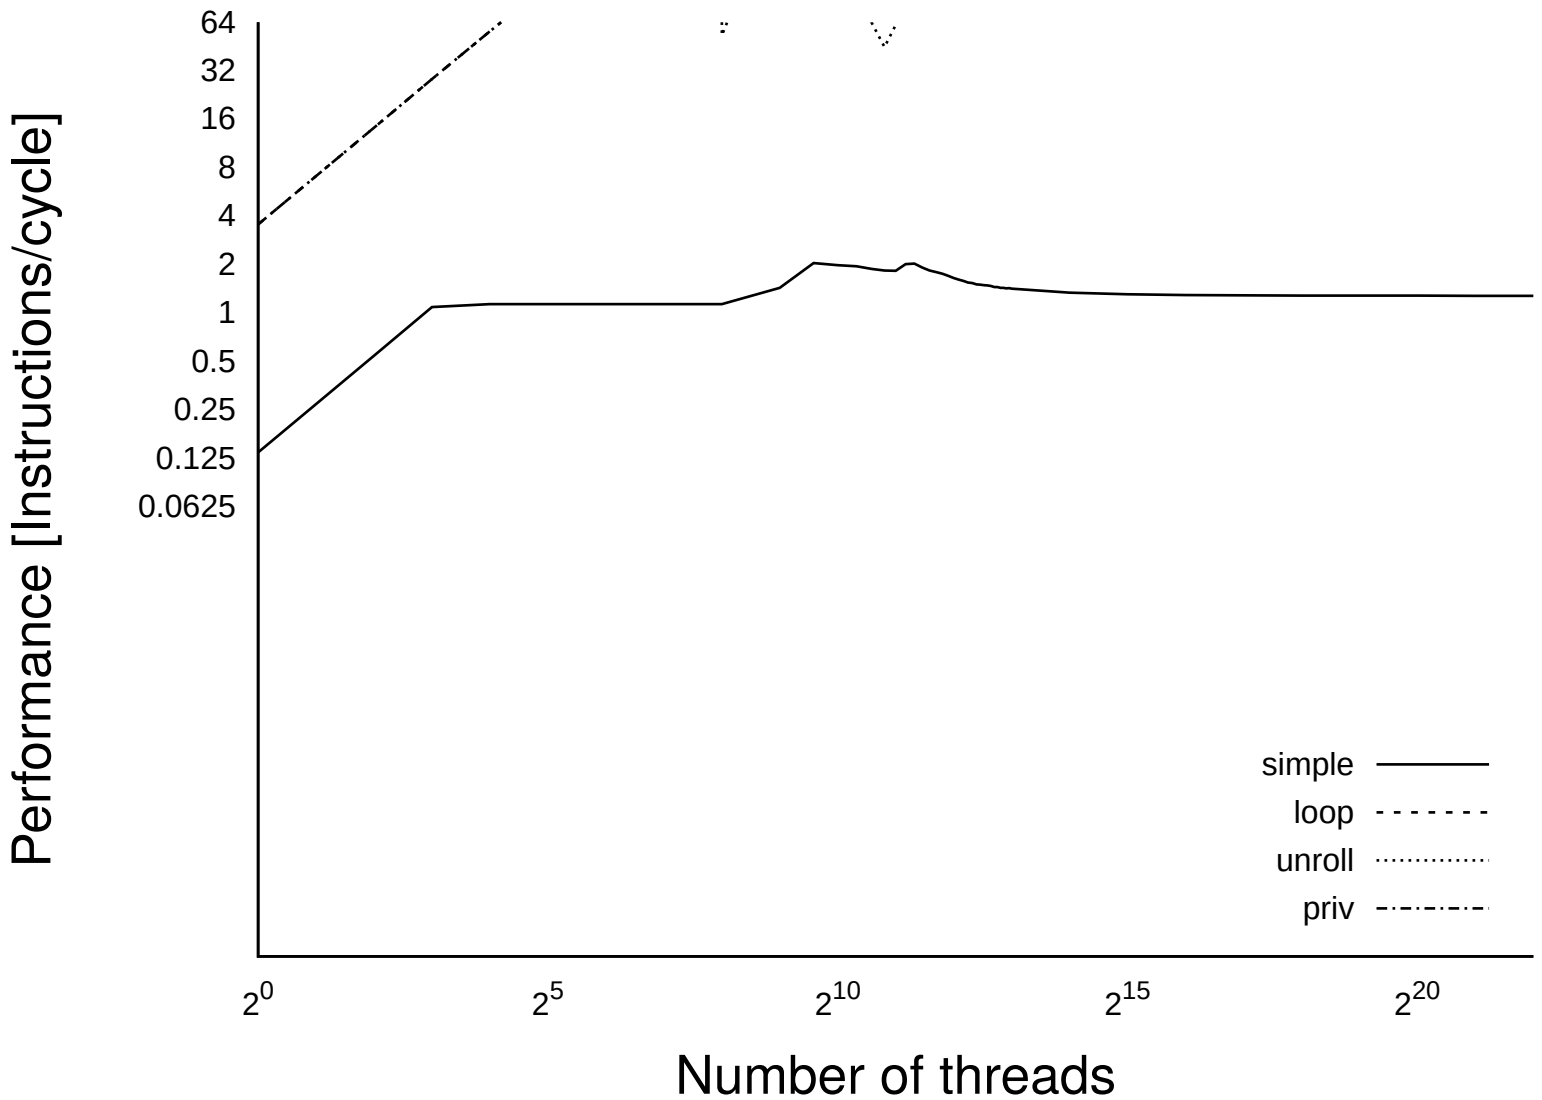 64
32
16
8
4
2
1
0.5
0.25
0.125
0.0625
Performance [Instructions/cycle]
simple
loop
unroll
priv
2^0 2^5 2^10 2^15 2^20
Number of threads